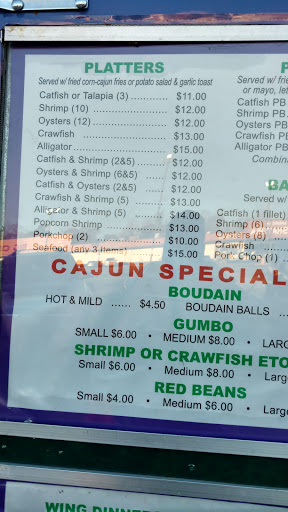 PLATTERS
Served w/ fried corn-cajun fries or potato salad & garlic toast
Catfish or Talapia (3) ............ $11.00
Shrimp (10) ........................ $12.00
Oysters (12) ....................... $12.00
Crawfish ............................ $13.00
Alligator ............................. $15.00
Catfish & Shrimp (2&5) ........ $12.00
Oysters & Shrimp (6&5) ....... $12.00
Catfish & Oysters (2&5) ....... $12.00
Crawfish & Shrimp (5) ......... $13.00
Alligator & Shrimp (5) .......... $14.00
Popcorn Shrimp .................. $13.00
Porkchop (2) ...................... $10.00
Seafood (any 3 items) .......... $15.00
Served w/ frie
or mayo, let
Catfish PB
Shrimp PB
Oysters PB
Crawfish PB
Alligator PB
Combin
BA
Served w/
Catfish (1 fillet)
Shrimp (6)
Oysters (8)
Crawfish
Pork Chop (1)
CAJUN SPECIAL
BOUDAIN
HOT & MILD ...... $4.50 BOUDAIN BALLS ......
GUMBO
SMALL $6.00 • MEDIUM $8.00 • LARG
SHRIMP OR CRAWFISH ETO
Small $6.00 • Medium $8.00 • Large
RED BEANS
Small $4.00 • Medium $6.00 • Large
WING DINNER